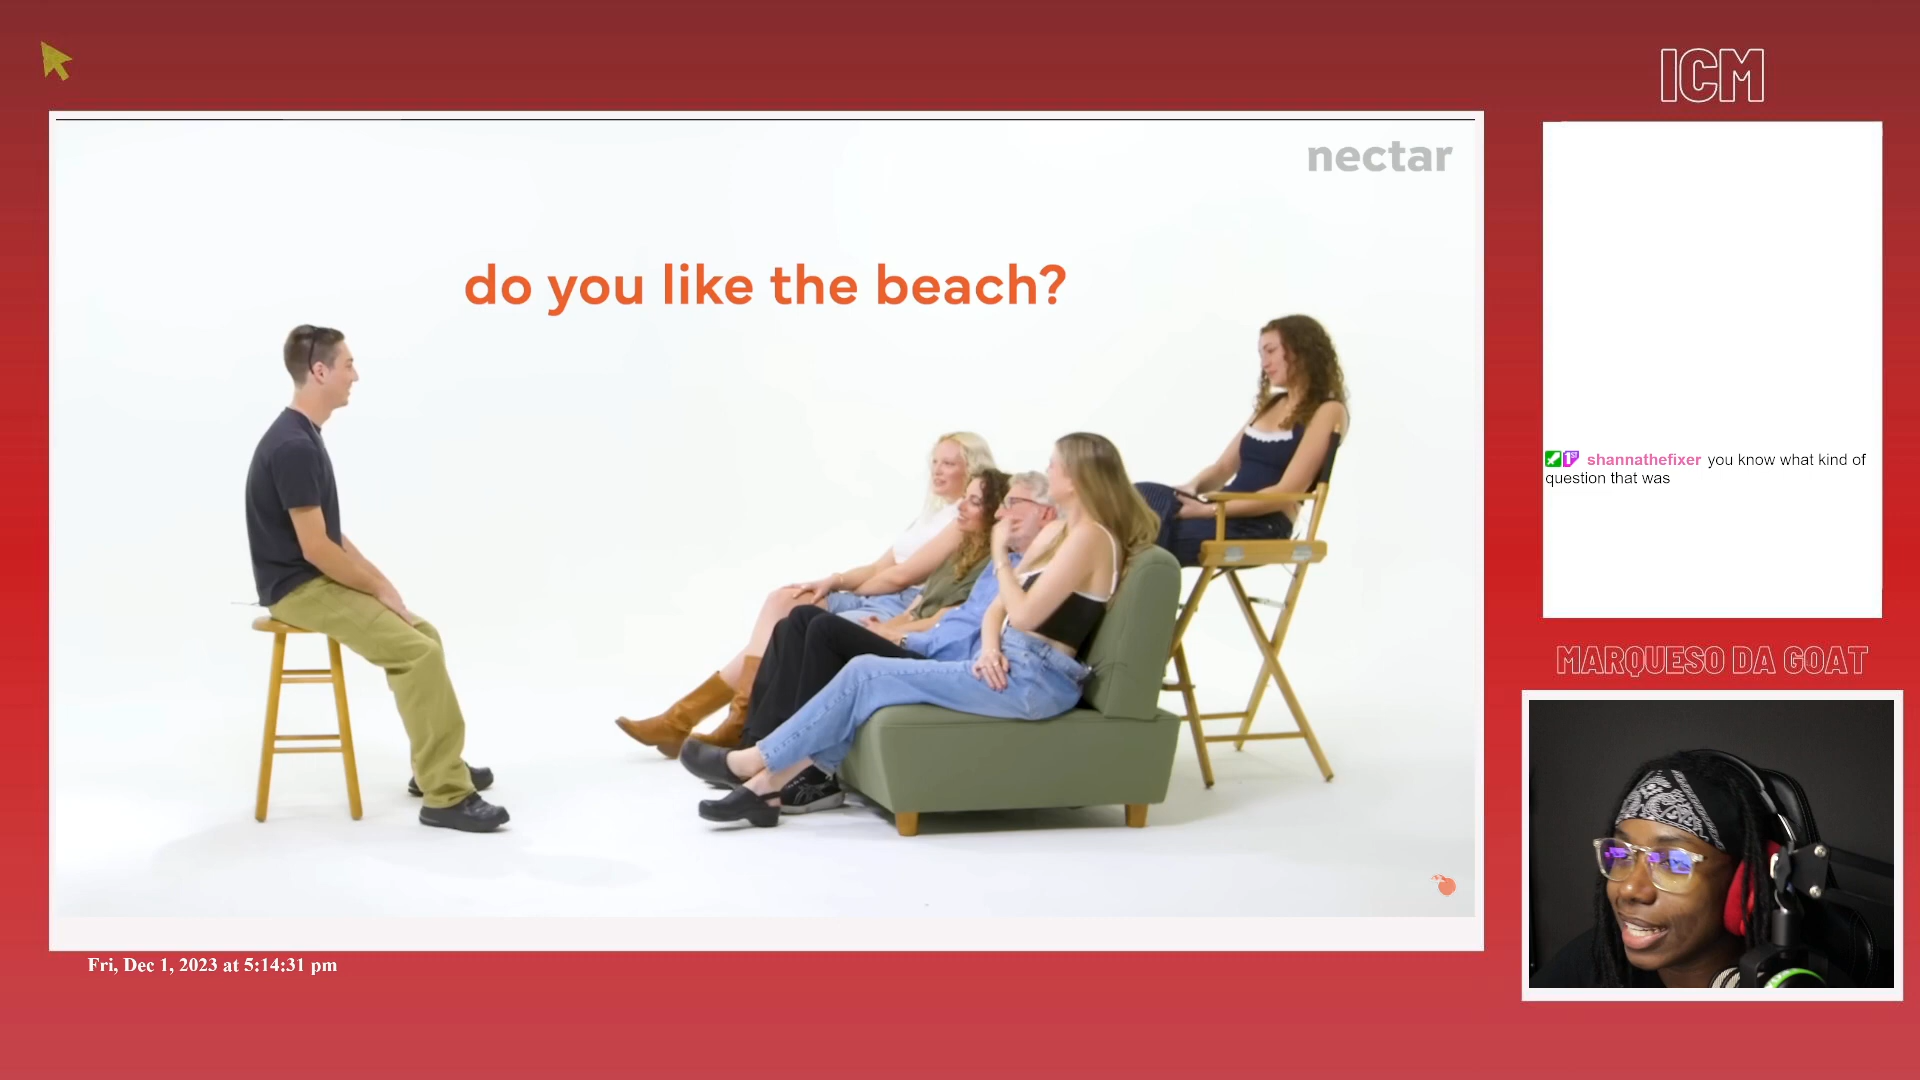 ICM
nectar
do you like the beach?
shannathefixer you know what kind of
question that was
MARQUESO DA GOAT
Fri, Dec 1, 2023 at 5:14:31 pm